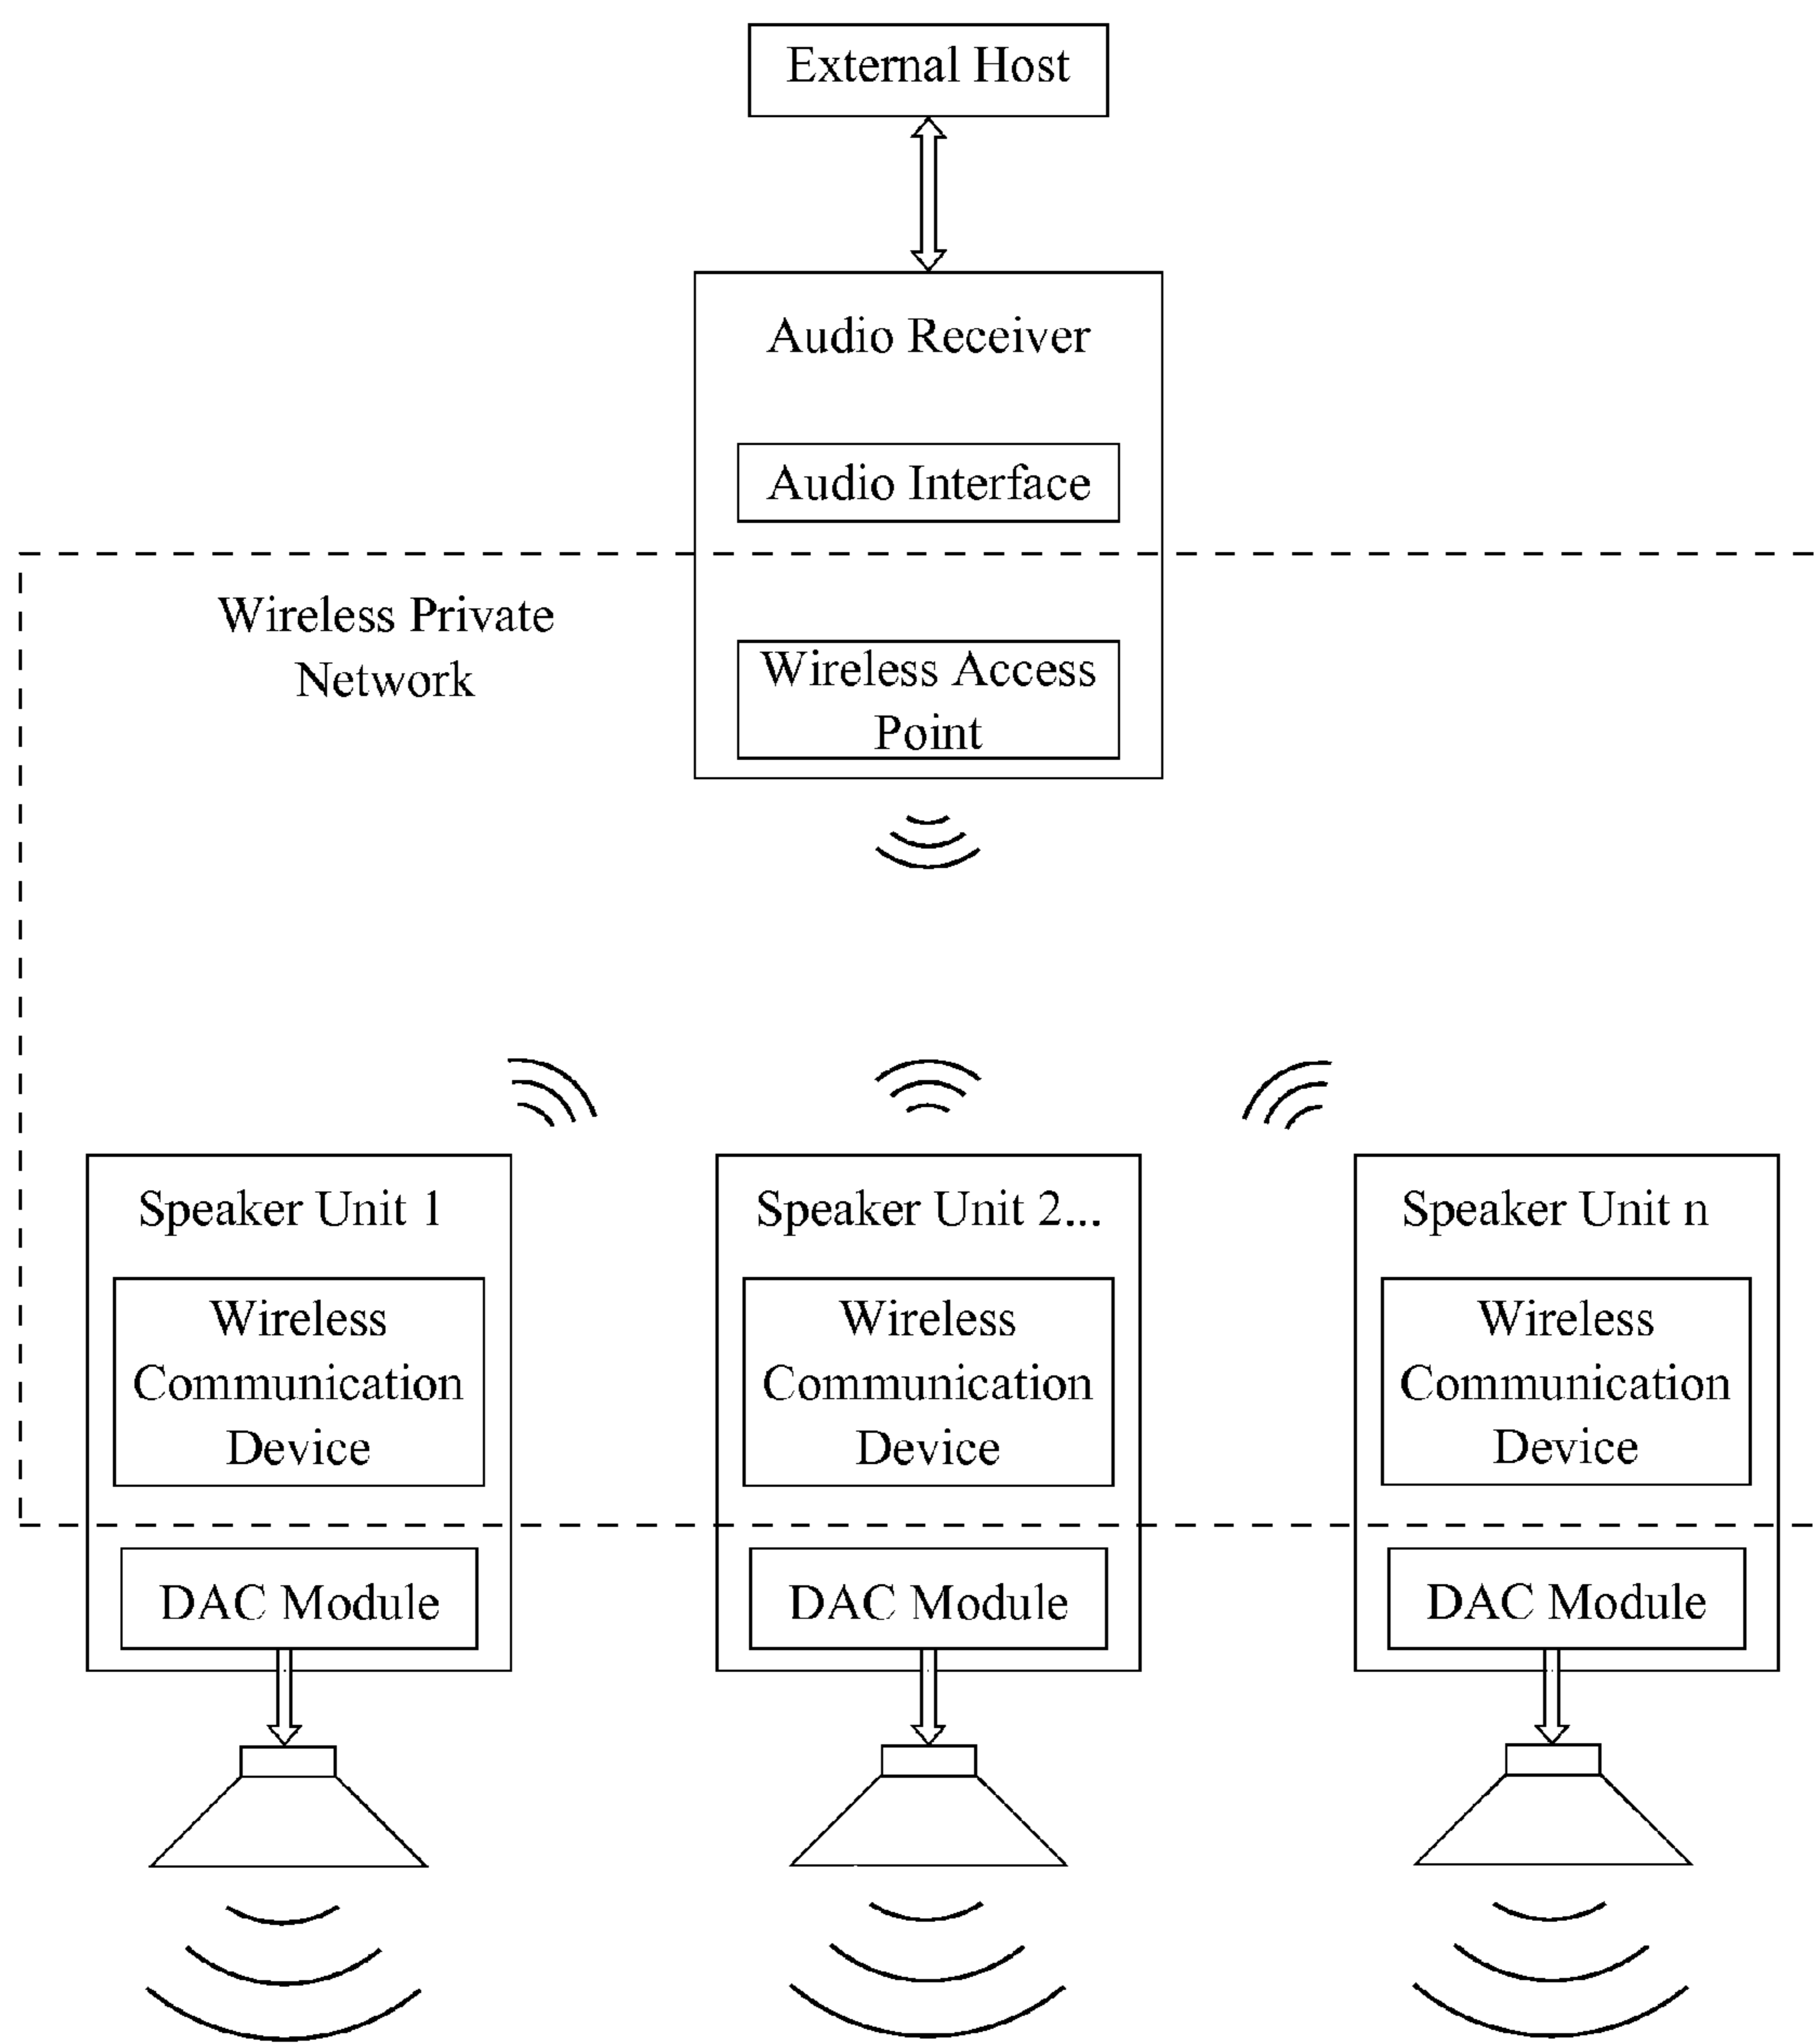 External Host
Audio Receiver
Audio Interface
Wireless Private
Network
Wireless Access
Point
Speaker Unit 1
Wireless
Communication
Device
DAC Module
Speaker Unit 2...
Wireless
Communication
Device
DAC Module
Speaker Unit n
Wireless
Communication
Device
DAC Module